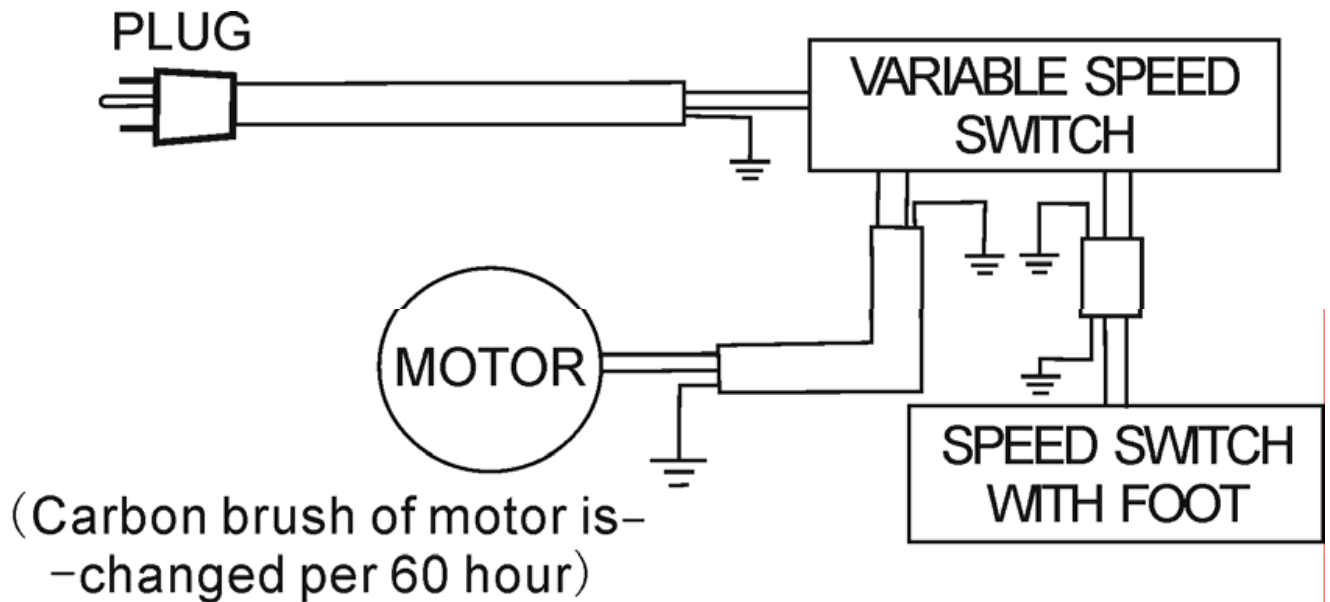 PLUG
VARIABLE SPEED
SWITCH
MOTOR
SPEED SWITCH
WITH FOOT
(Carbon brush of motor is-
-changed per 60 hour)